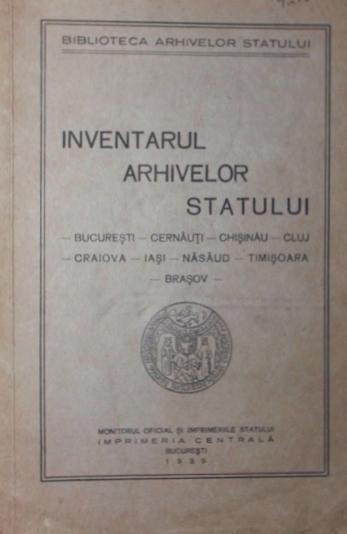 BIBLIOTECA ARHIVELOR STATULUI
INVENTARUL
ARHIVELOR
STATULUI
— BUCUREȘTI — CERNĂUȚI — CHIȘINĂU — CLUJ
— CRAIOVA — IAȘI — NĂSĂUD — TIMIȘOARA
— BRAȘOV —
MONITORUL OFICIAL ȘI IMPRIMERIILE STATULUI
IMPRIMERIA CENTRALĂ
BUCUREȘTI
1939